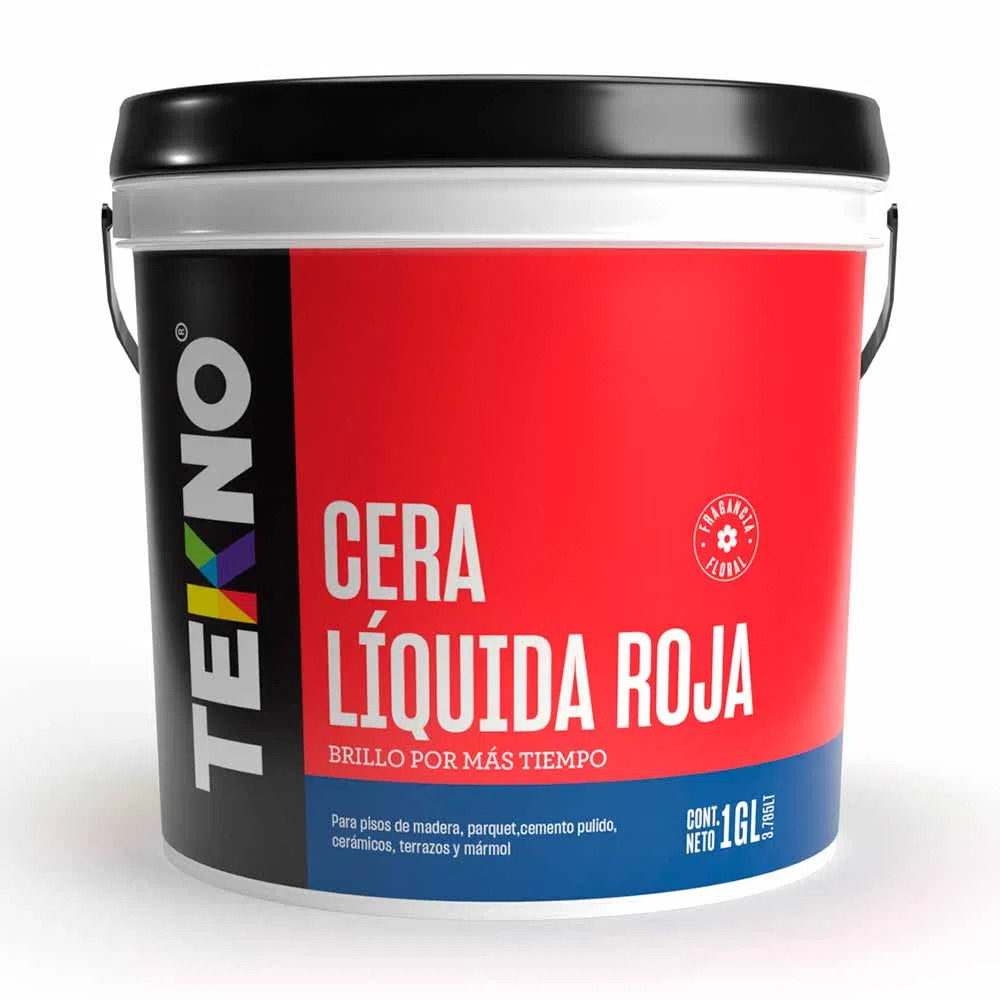 TEKNO®
CERA
LÍQUIDA ROJA
BRILLO POR MÁS TIEMPO
FRAGANCIA
FLORAL
Para pisos de madera, parquet,cemento pulido,
cerámicos, terrazos y mármol
CONT.
NETO 1GL
3.785LT